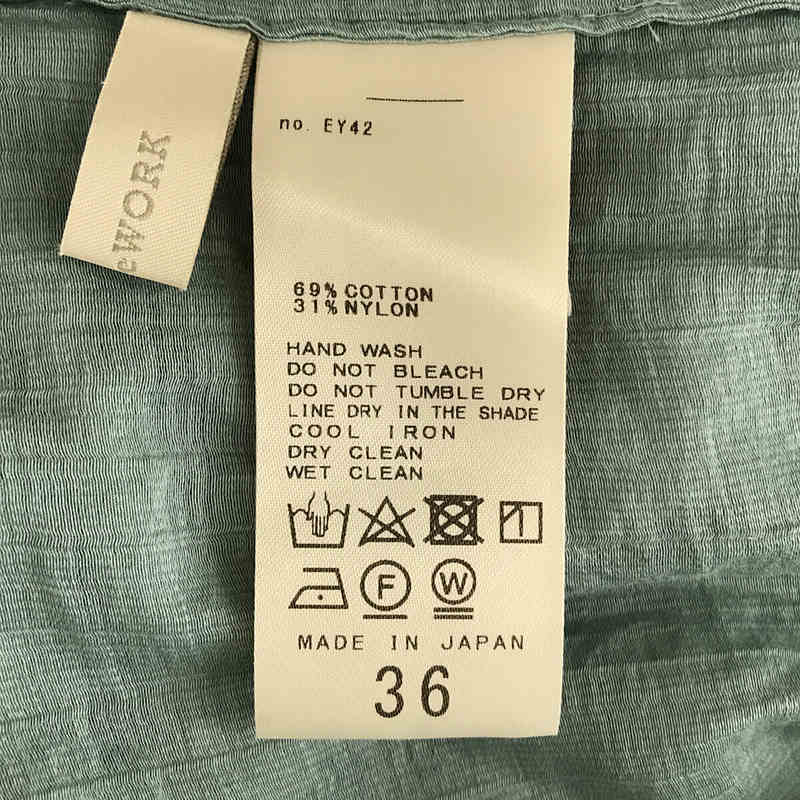 eWORK
no. EY42
69% COTTON
31% NYLON
HAND WASH
DO NOT BLEACH
DO NOT TUMBLE DRY
LINE DRY IN THE SHADE
COOL IRON
DRY CLEAN
WET CLEAN
F W
MADE IN JAPAN
36